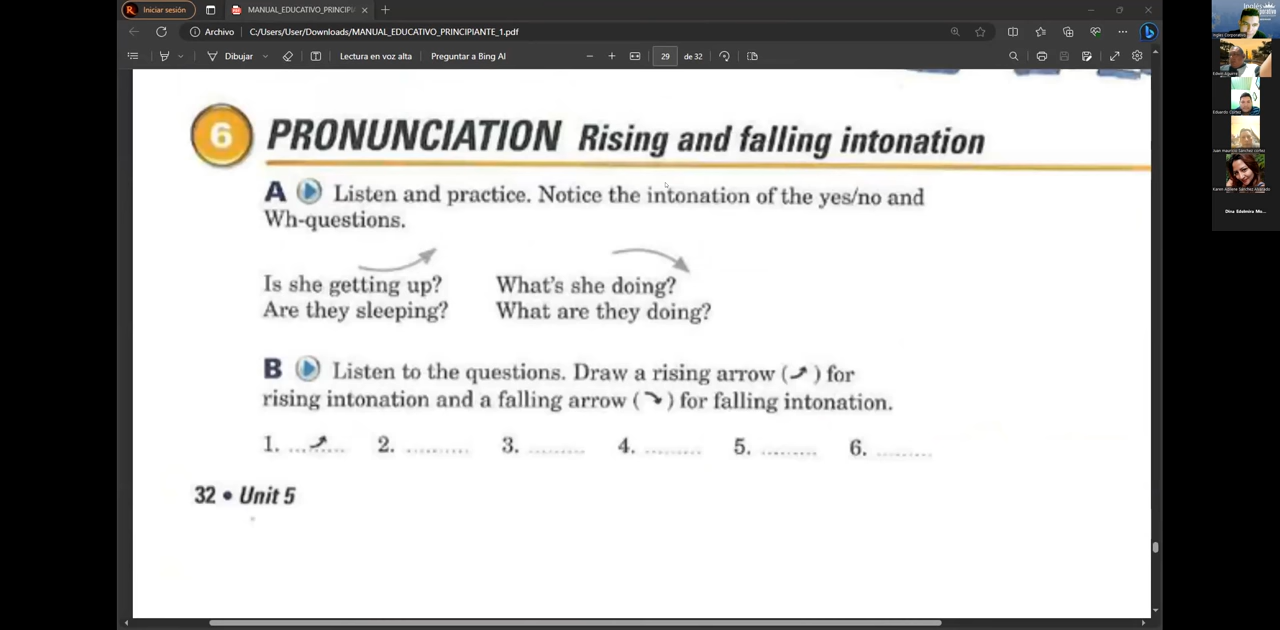 Iniciar sesión
MANUAL_EDUCATIVO_PRINCIPI
Archivo
C:/Users/User/Downloads/MANUAL_EDUCATIVO_PRINCIPIANTE_1.pdf
Dibujar
Lectura en voz alta
Preguntar a Bing AI
29
de 32
6 PRONUNCIATION Rising and falling intonation
A Listen and practice. Notice the intonation of the yes/no and
Wh-questions.
Is she getting up? What's she doing?
Are they sleeping? What are they doing?
B Listen to the questions. Draw a rising arrow ( ) for
rising intonation and a falling arrow ( ) for falling intonation.
1. ......... 2. ......... 3. ......... 4. ......... 5. ......... 6. .........
32 • Unit 5
Inglés Corporativo